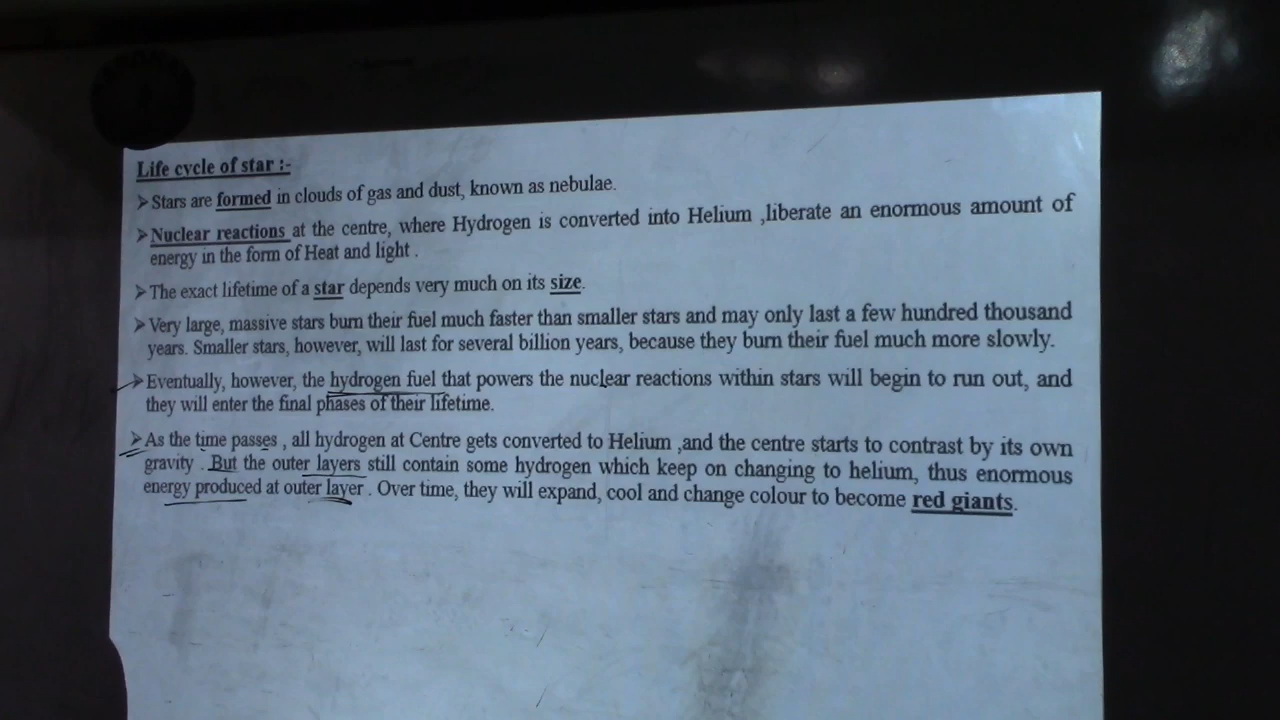 Life cycle of star :-
➢Stars are formed in clouds of gas and dust, known as nebulae.
➢Nuclear reactions at the centre, where Hydrogen is converted into Helium ,liberate an enormous amount of
energy in the form of Heat and light .
➢The exact lifetime of a star depends very much on its size.
➢Very large, massive stars burn their fuel much faster than smaller stars and may only last a few hundred thousand
years. Smaller stars, however, will last for several billion years, because they burn their fuel much more slowly.
➢Eventually, however, the hydrogen fuel that powers the nuclear reactions within stars will begin to run out, and
they will enter the final phases of their lifetime.
➢As the time passes , all hydrogen at Centre gets converted to Helium ,and the centre starts to contrast by its own
gravity . But the outer layers still contain some hydrogen which keep on changing to helium, thus enormous
energy produced at outer layer . Over time, they will expand, cool and change colour to become red giants.